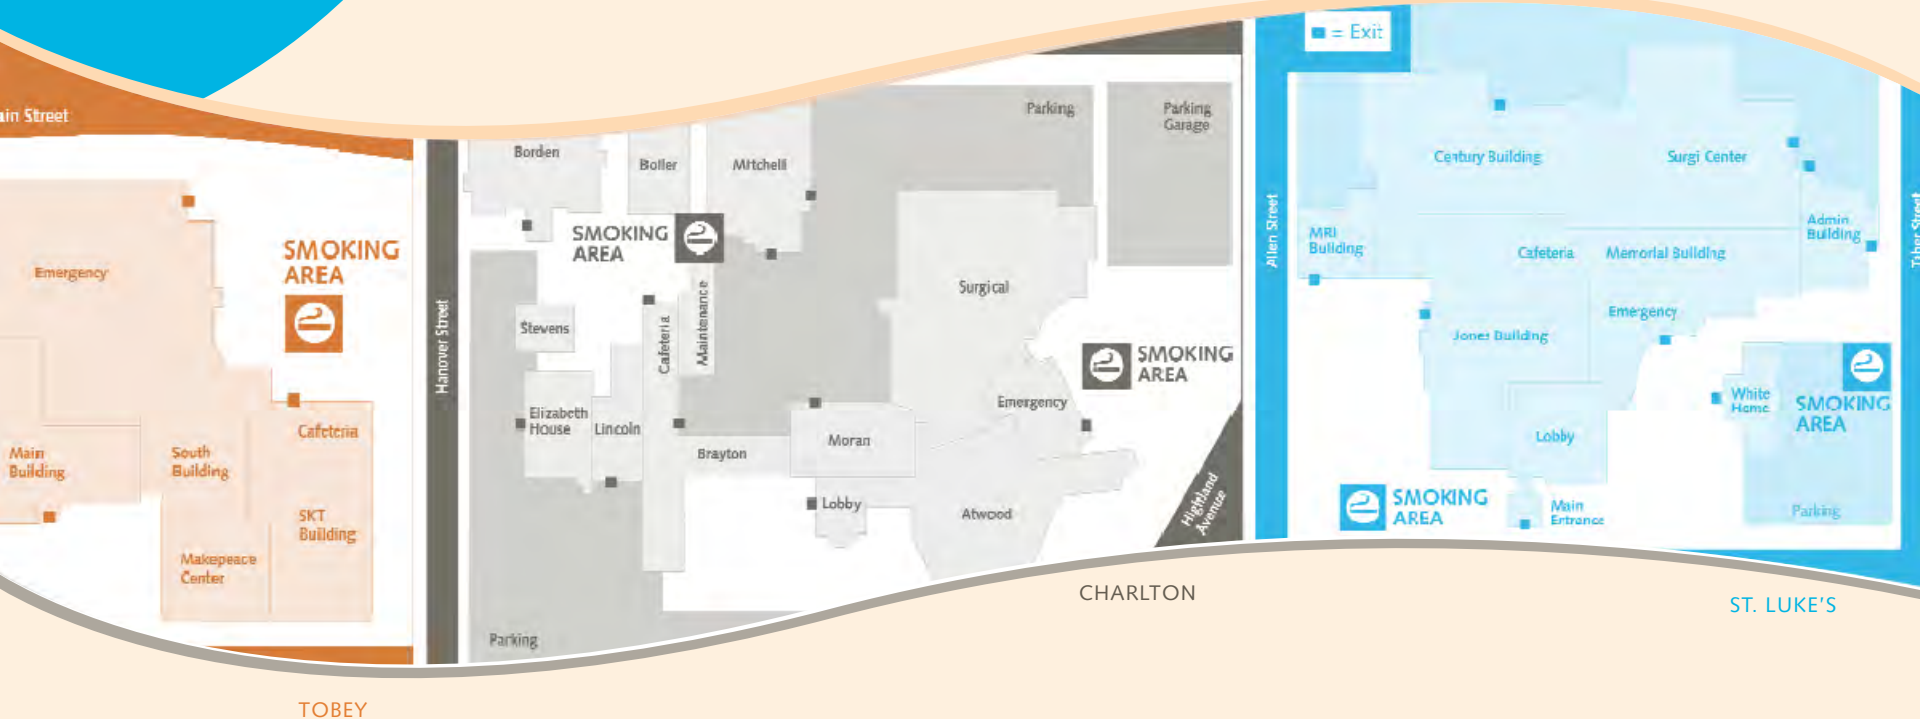 ain Street
Emergency
SMOKING
AREA
Cafeteria
Main
Building
South
Building
SKT
Building
Makepeace
Center
TOBEY
Hanover Street
Borden
Boiler
Mitchell
Parking
Parking
Garage
SMOKING
AREA
Surgical
Stevens
Cafeteria
Maintenance
SMOKING
AREA
Elizabeth
House
Lincoln
Emergency
Moran
Brayton
Lobby
Atwood
Highland
Avenue
Parking
CHARLTON
= Exit
Allen Street
Century Building
Surgi Center
MRI
Building
Admin
Building
Taber Street
Cafeteria
Memorial Building
Emergency
Jones Building
White
Home
SMOKING
AREA
Lobby
SMOKING
AREA
Main
Entrance
Parking
ST. LUKE'S